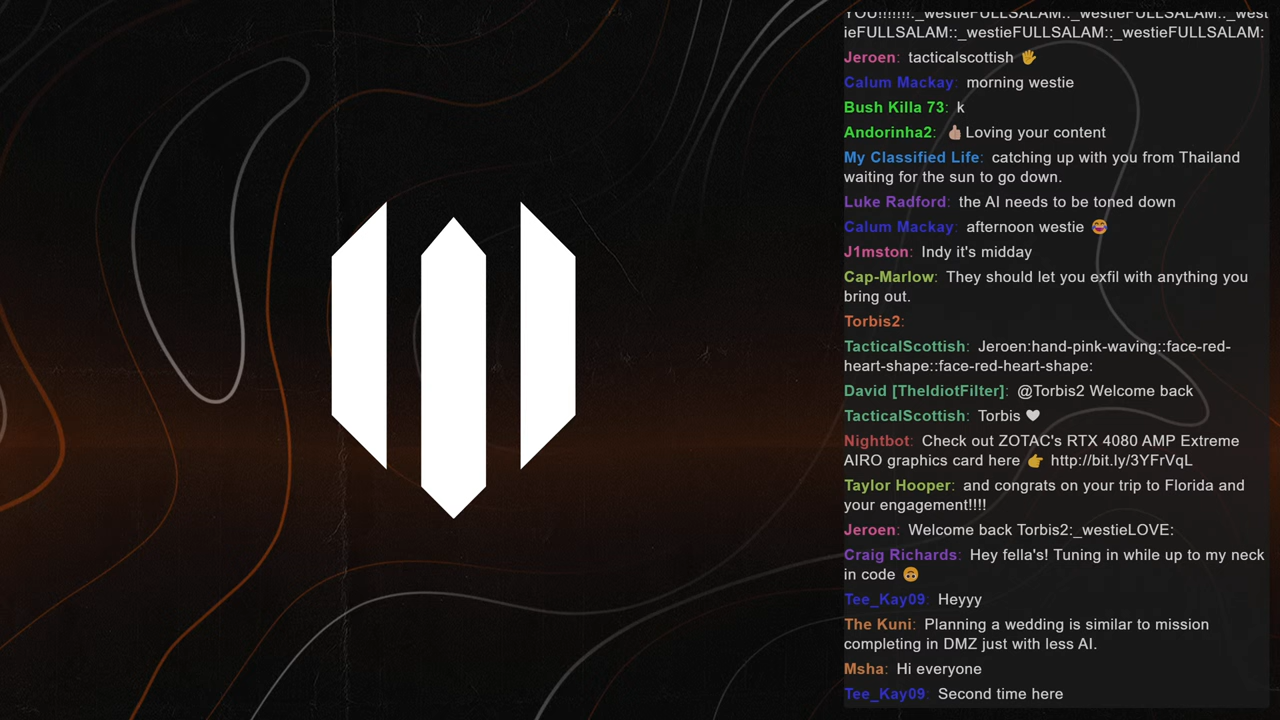 YOU!!!!!!!:_westieFULLSALAM::_westieFULLSALAM::_west
ieFULLSALAM::_westieFULLSALAM::_westieFULLSALAM:
Jeroen: tacticalscottish 🖐
Calum Mackay: morning westie
Bush Killa 73: k
Andorinha2: 👍🏼Loving your content
My Classified Life: catching up with you from Thailand
waiting for the sun to go down.
Luke Radford: the AI needs to be toned down
Calum Mackay: afternoon westie 😂
J1mston: Indy it's midday
Cap-Marlow: They should let you exfil with anything you
bring out.
Torbis2:
TacticalScottish: Jeroen:hand-pink-waving::face-red-
heart-shape::face-red-heart-shape:
David [TheIdiotFilter]: @Torbis2 Welcome back
TacticalScottish: Torbis 🤍
Nightbot: Check out ZOTAC's RTX 4080 AMP Extreme
AIRO graphics card here 👉 http://bit.ly/3YFrVqL
Taylor Hooper: and congrats on your trip to Florida and
your engagement!!!!
Jeroen: Welcome back Torbis2:_westieLOVE:
Craig Richards: Hey fella's! Tuning in while up to my neck
in code 🙃
Tee_Kay09: Heyyy
The Kuni: Planning a wedding is similar to mission
completing in DMZ just with less AI.
Msha: Hi everyone
Tee_Kay09: Second time here